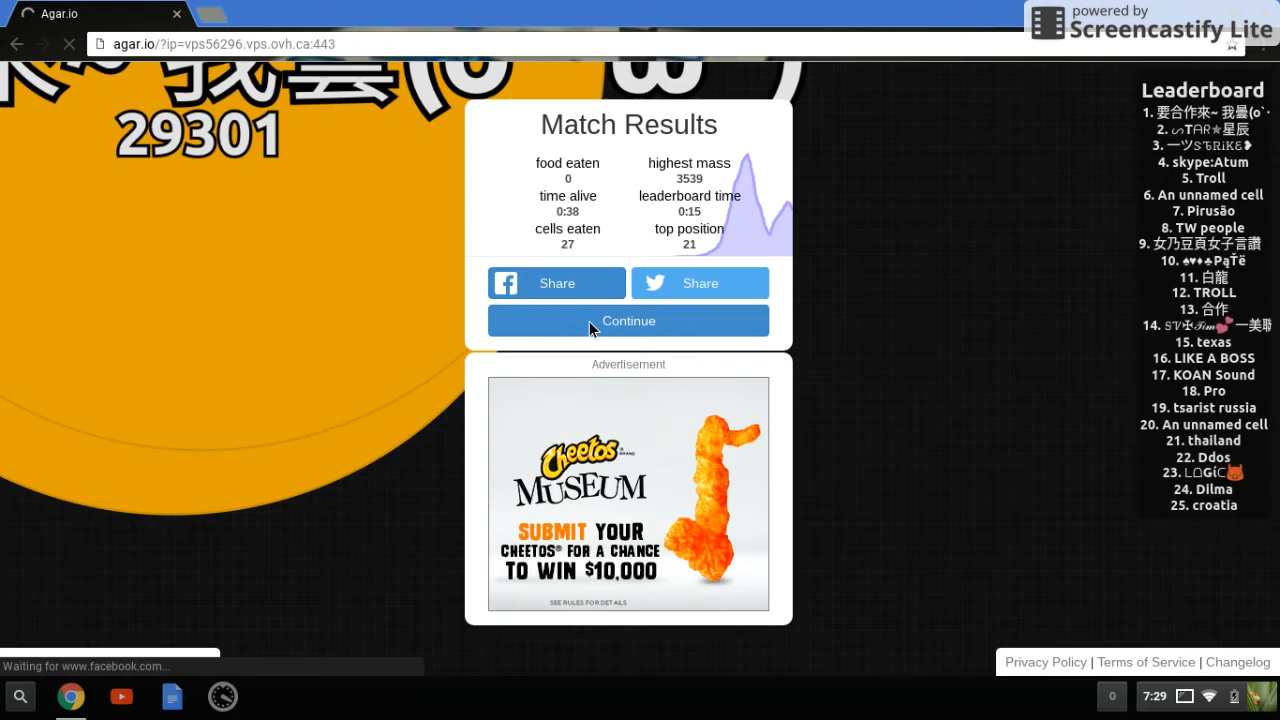 Agar.io
powered by
Screencastify Lite
agar.io/?ip=vps56296.vps.ovh.ca:443
29301
Match Results
food eaten
0
highest mass
3539
time alive
0:38
leaderboard time
0:15
cells eaten
27
top position
21
Share
Share
Continue
Advertisement
Cheetos BRAND
MUSEUM
SUBMIT YOUR
CHEETOS® FOR A CHANCE
TO WIN $10,000
SEE RULES FOR DETAILS
Leaderboard
1. 要合作來~ 我曇(o`·
2. ᔕTᗩᖇ✯星辰
3. 一ツSƬRiKƐ❥
4. skype:Atum
5. Troll
6. An unnamed cell
7. Pirusão
8. TW people
9. 女乃豆頁女子言讚
10. ♠♥♦♣PąŤë
11. 白龍
12. TROLL
13. 合作
15. texas
16. LIKE A BOSS
17. KOAN Sound
18. Pro
19. tsarist russia
20. An unnamed cell
21. thailand
22. Ddos
24. Dilma
25. croatia
Waiting for www.facebook.com...
Privacy Policy | Terms of Service | Changelog
0
7:29